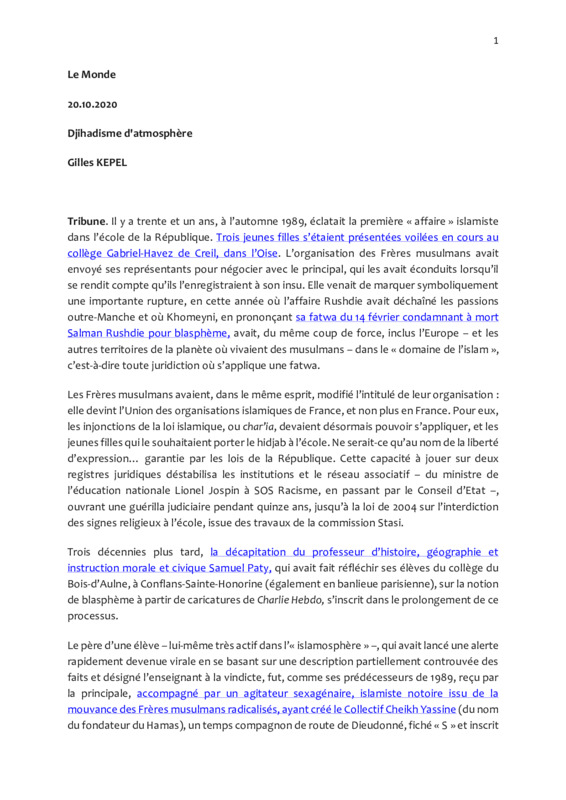 1
Le Monde
20.10.2020
Djihadisme d'atmosphère
Gilles KEPEL
Tribune. Il y a trente et un ans, à l'automne 1989, éclatait la première « affaire » islamiste
dans l'école de la République. Trois jeunes filles s'étaient présentées voilées en cours au
collège Gabriel-Havez de Creil, dans l'Oise. L'organisation des Frères musulmans avait
envoyé ses représentants pour négocier avec le principal, qui les avait éconduits lorsqu'il
se rendit compte qu'ils l'enregistraient à son insu. Elle venait de marquer symboliquement
une importante rupture, en cette année où l'affaire Rushdie avait déchaîné les passions
outre-Manche et où Khomeyni, en prononçant sa fatwa du 14 février condamnant à mort
Salman Rushdie pour blasphème, avait, du même coup de force, inclus l'Europe – et les
autres territoires de la planète où vivaient des musulmans – dans le « domaine de l'islam »,
c'est-à-dire toute juridiction où s'applique une fatwa.
Les Frères musulmans avaient, dans le même esprit, modifié l'intitulé de leur organisation :
elle devint l'Union des organisations islamiques de France, et non plus en France. Pour eux,
les injonctions de la loi islamique, ou char'ia, devaient désormais pouvoir s'appliquer, et les
jeunes filles qui le souhaitaient porter le hidjab à l'école. Ne serait-ce qu'au nom de la liberté
d'expression… garantie par les lois de la République. Cette capacité à jouer sur deux
registres juridiques déstabilisa les institutions et le réseau associatif – du ministre de
l'éducation nationale Lionel Jospin à SOS Racisme, en passant par le Conseil d'Etat –,
ouvrant une guérilla judiciaire pendant quinze ans, jusqu'à la loi de 2004 sur l'interdiction
des signes religieux à l'école, issue des travaux de la commission Stasi.
Trois décennies plus tard, la décapitation du professeur d'histoire, géographie et
instruction morale et civique Samuel Paty, qui avait fait réfléchir ses élèves du collège du
Bois-d'Aulne, à Conflans-Sainte-Honorine (également en banlieue parisienne), sur la notion
de blasphème à partir de caricatures de Charlie Hebdo, s'inscrit dans le prolongement de ce
processus.
Le père d'une élève – lui-même très actif dans l'« islamosphère » –, qui avait lancé une alerte
rapidement devenue virale en se basant sur une description partiellement controuvée des
faits et désigné l'enseignant à la vindicte, fut, comme ses prédécesseurs de 1989, reçu par
la principale, accompagné par un agitateur sexagénaire, islamiste notoire issu de la
mouvance des Frères musulmans radicalisés, ayant créé le Collectif Cheikh Yassine (du nom
du fondateur du Hamas), un temps compagnon de route de Dieudonné, fiché « S » et inscrit